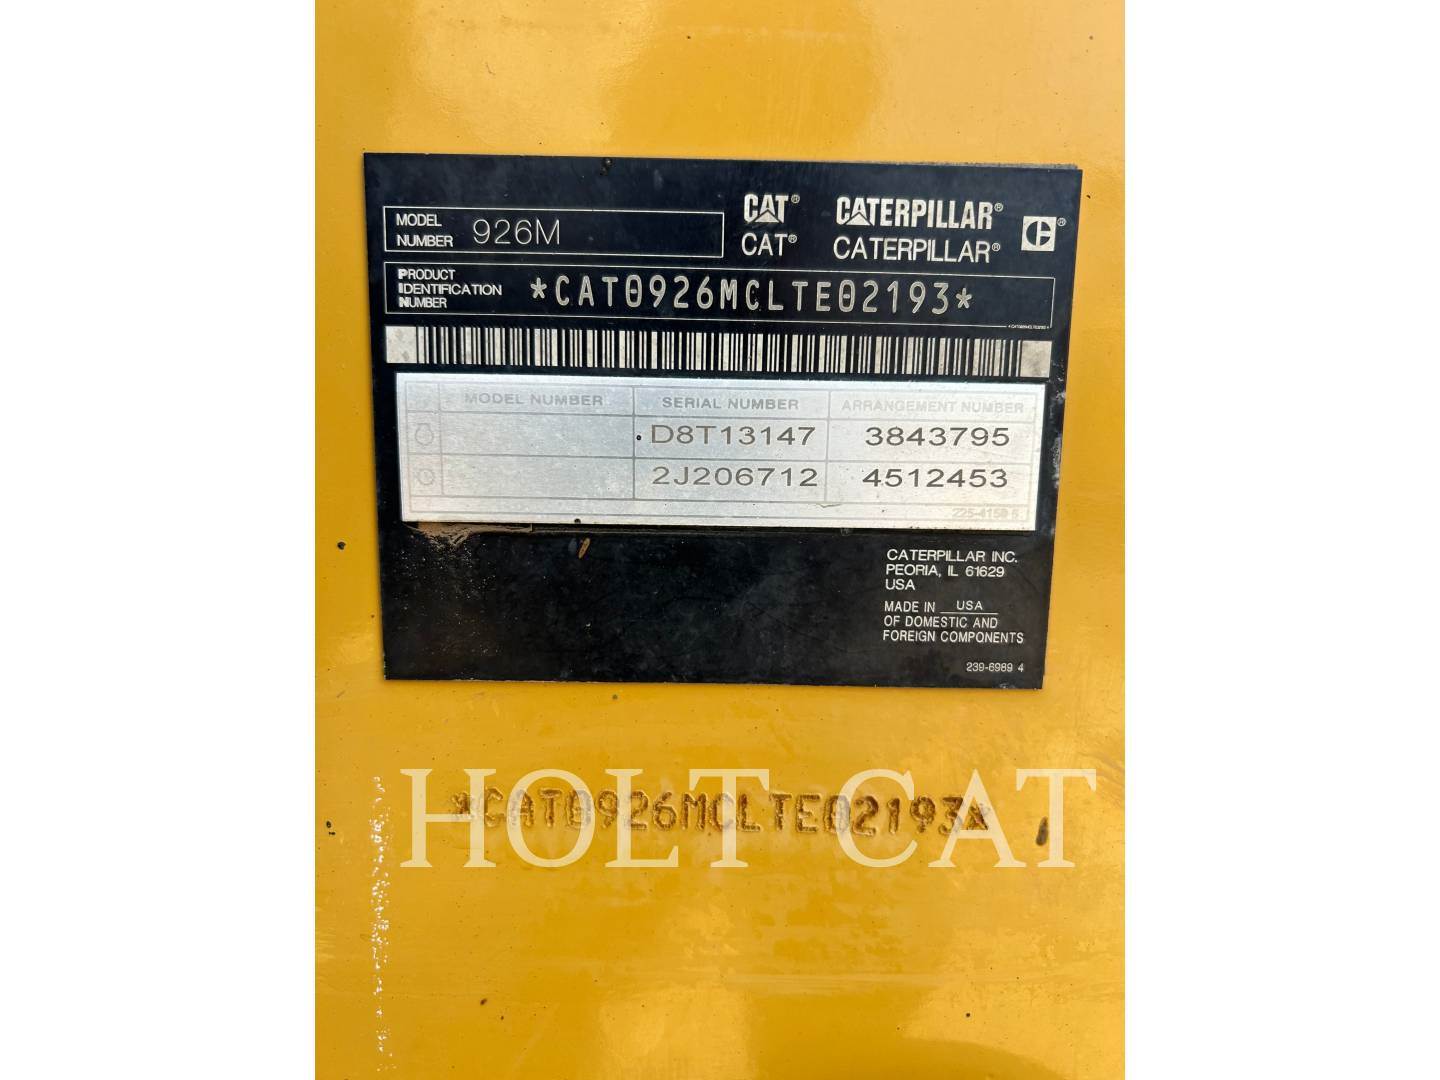 MODEL NUMBER 926M
CAT® CATERPILLAR®
CAT® CATERPILLAR®
PRODUCT IDENTIFICATION NUMBER *CAT0926MCLTE02193*
MODEL NUMBER SERIAL NUMBER ARRANGEMENT NUMBER
D8T13147 3843795
2J206712 4512453
CATERPILLAR INC.
PEORIA, IL 61629
USA
MADE IN USA
OF DOMESTIC AND
FOREIGN COMPONENTS
239-6989 4
*CAT0926MCLTE02193*
HOLT CAT